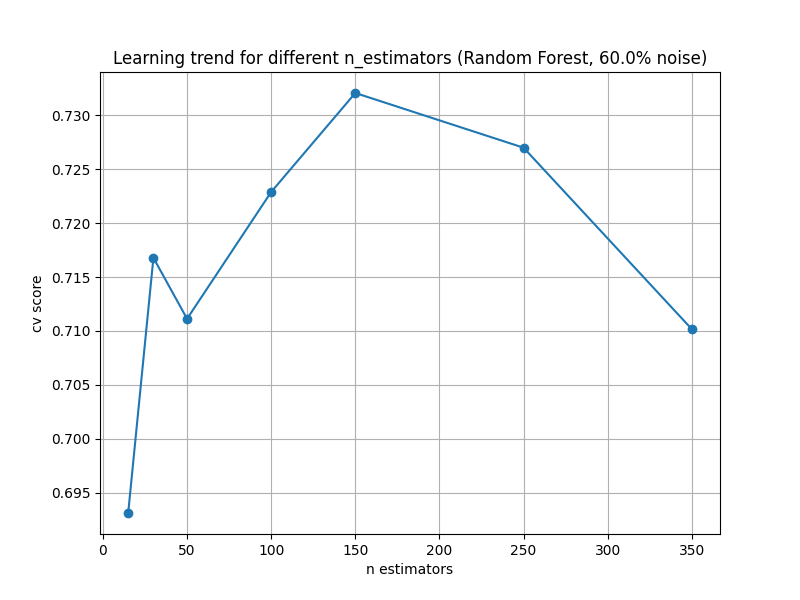 Learning trend for different n_estimators (Random Forest, 60.0% noise)
0.730
0.725
0.720
0.715
0.710
0.705
0.700
0.695
cv score
0 50 100 150 200 250 300 350
n estimators